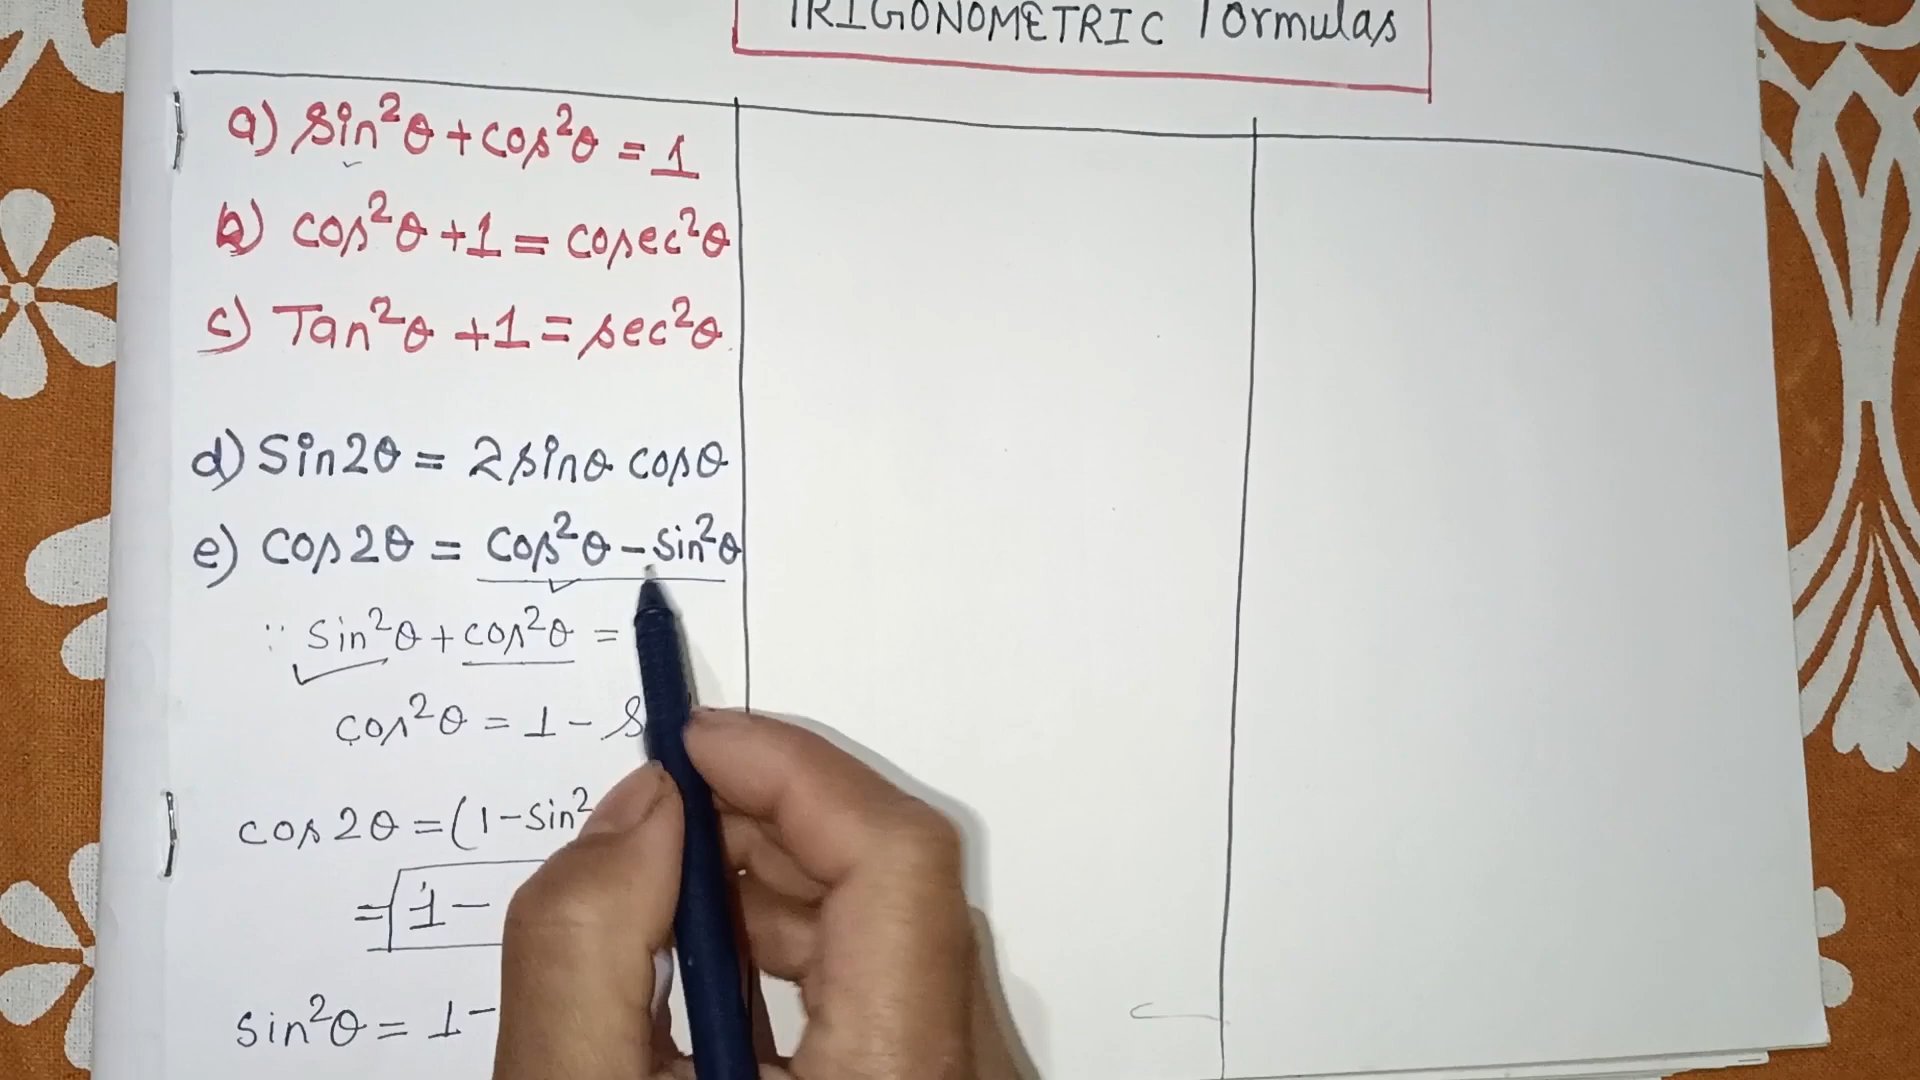 TRIGONOMETRIC formulas
a) sin²θ + cos²θ = 1
b) cos²θ + 1 = cosec²θ
c) Tan²θ + 1 = sec²θ
d) Sin2θ = 2sinθ cosθ
e) cos2θ = cos²θ - sin²θ
∵ sin²θ + cos²θ =
cos²θ = 1 - s
cos2θ = (1 - sin²
= 1 -
sin²θ = 1 -